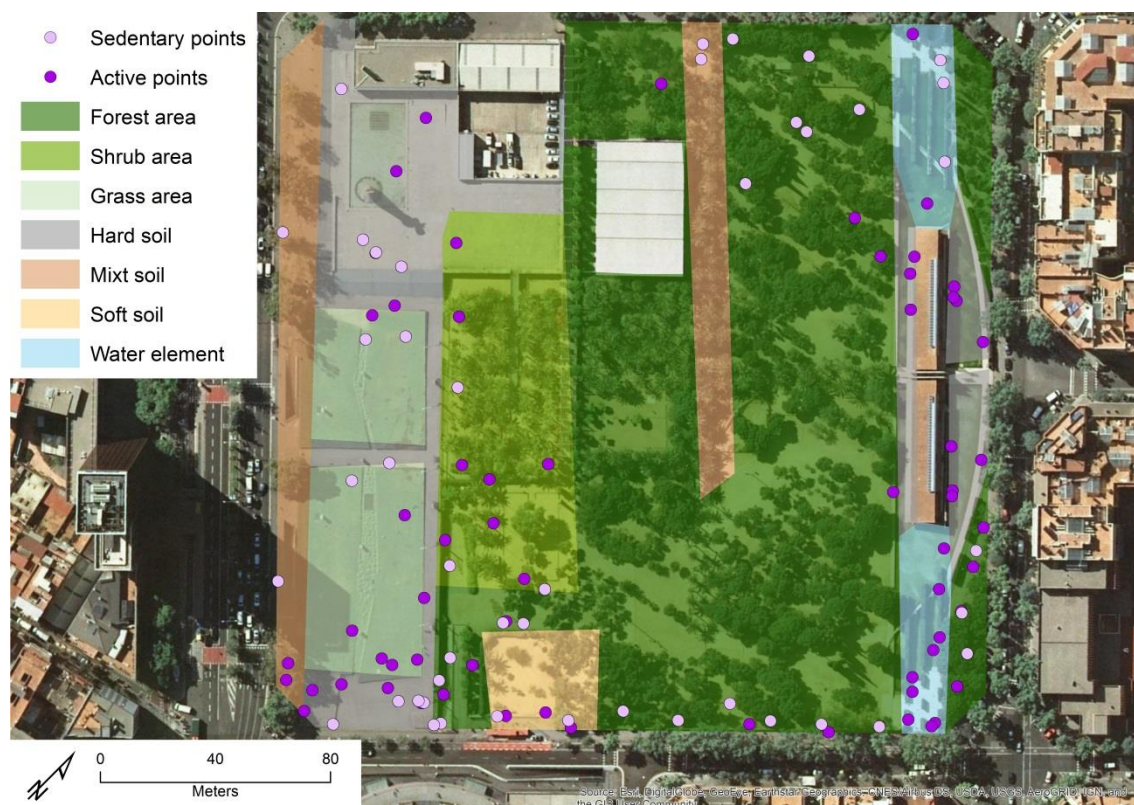 Sedentary points
Active points
Forest area
Shrub area
Grass area
Hard soil
Mixt soil
Soft soil
Water element
N
0 40 80
Meters
Source: Esri, DigitalGlobe, GeoEye, Earthstar Geographics, CNES/Airbus DS, USDA, USGS, AeroGRID, IGN, and
the GIS User Community